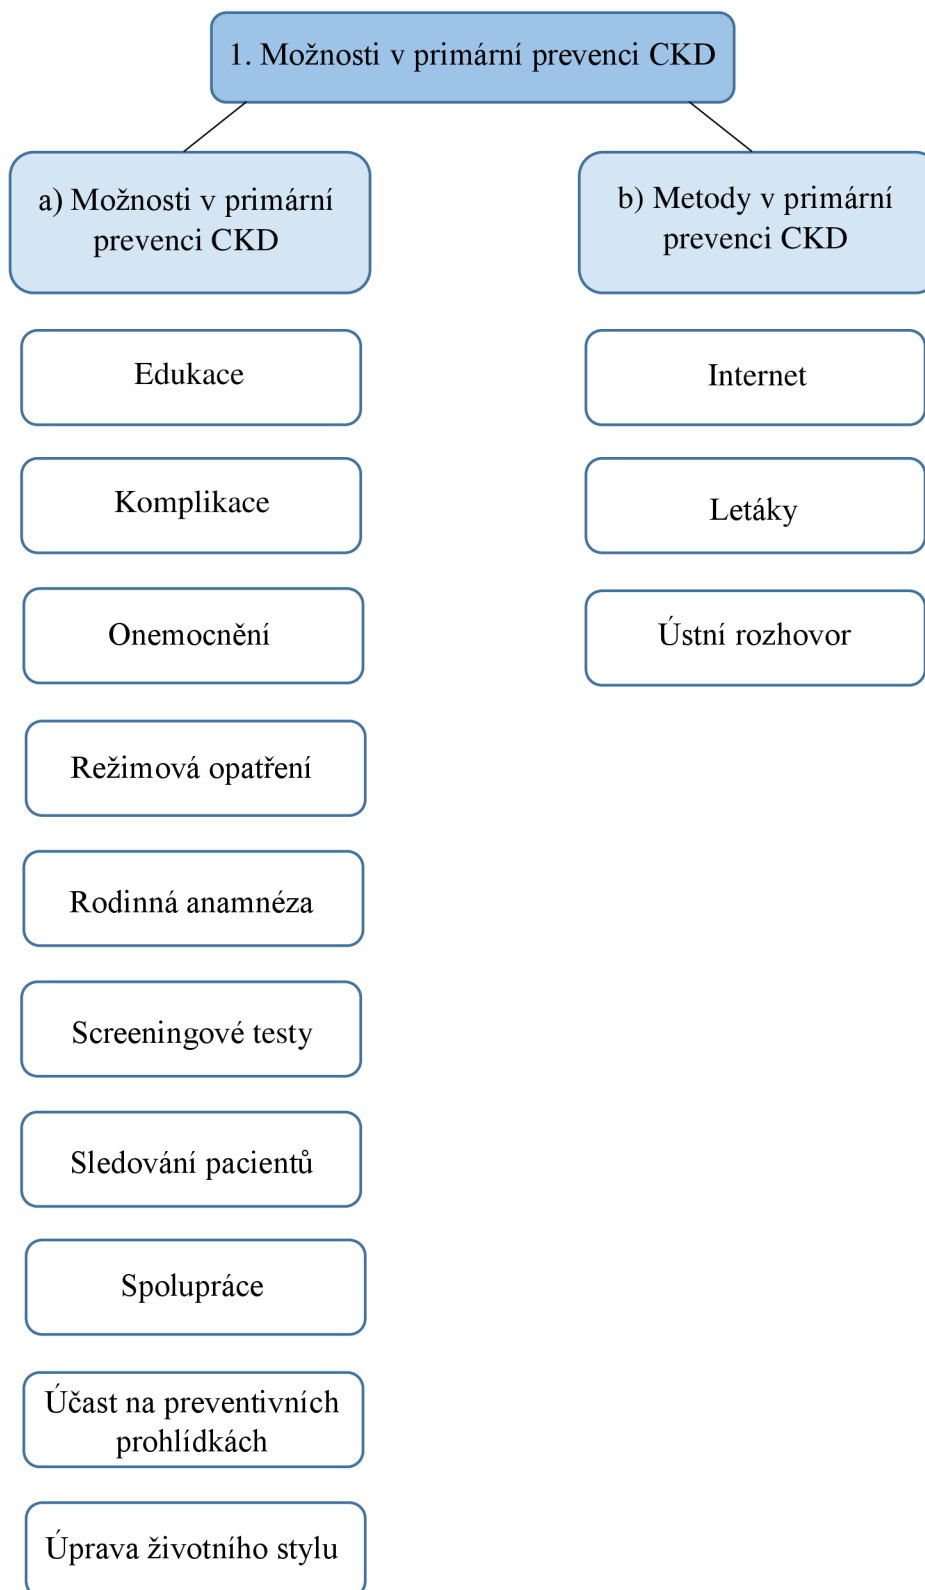 1. Možnosti v primární prevenci CKD
a) Možnosti v primární
prevenci CKD
Edukace
Komplikace
Onemocnění
Režimová opatření
Rodinná anamnéza
Screeningové testy
Sledování pacientů
Spolupráce
Účast na preventivních
prohlídkách
Úprava životního stylu
b) Metody v primární
prevenci CKD
Internet
Letáky
Ústní rozhovor